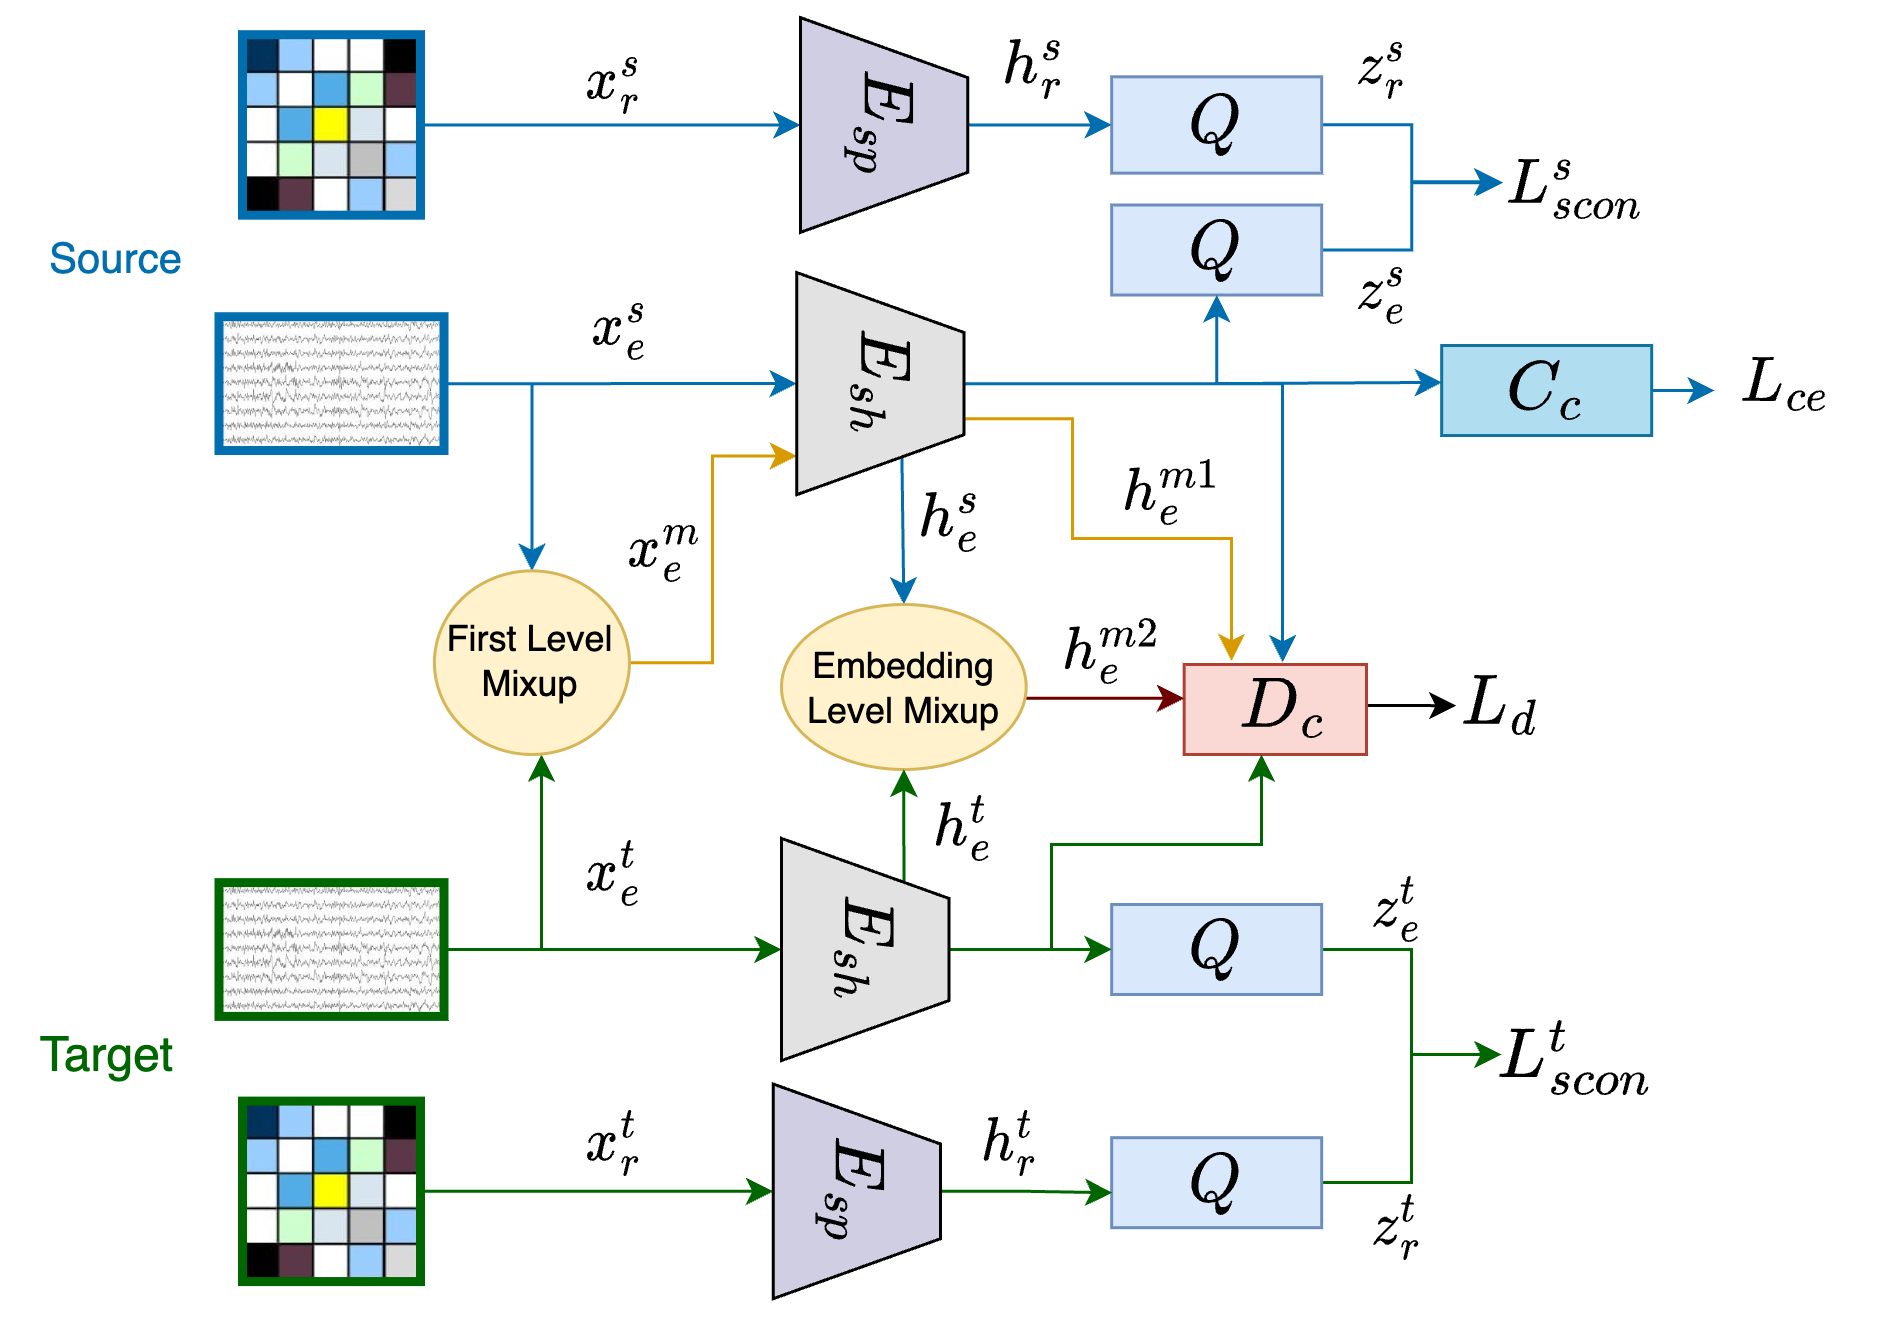 $x_r^s$
$E_{sp}$
$h_r^s$
$Q$
$z_r^s$
$L_{scon}^s$
Source
$Q$
$z_e^s$
$x_e^s$
$E_{sh}$
$C_c$
$L_{ce}$
$x_e^m$
$h_e^s$
$h_e^{m1}$
First Level
Mixup
Embedding
Level Mixup
$h_e^{m2}$
$D_c$
$L_d$
$x_e^t$
$h_e^t$
$E_{sh}$
$Q$
$z_e^t$
Target
$L_{scon}^t$
$x_r^t$
$E_{sp}$
$h_r^t$
$Q$
$z_r^t$